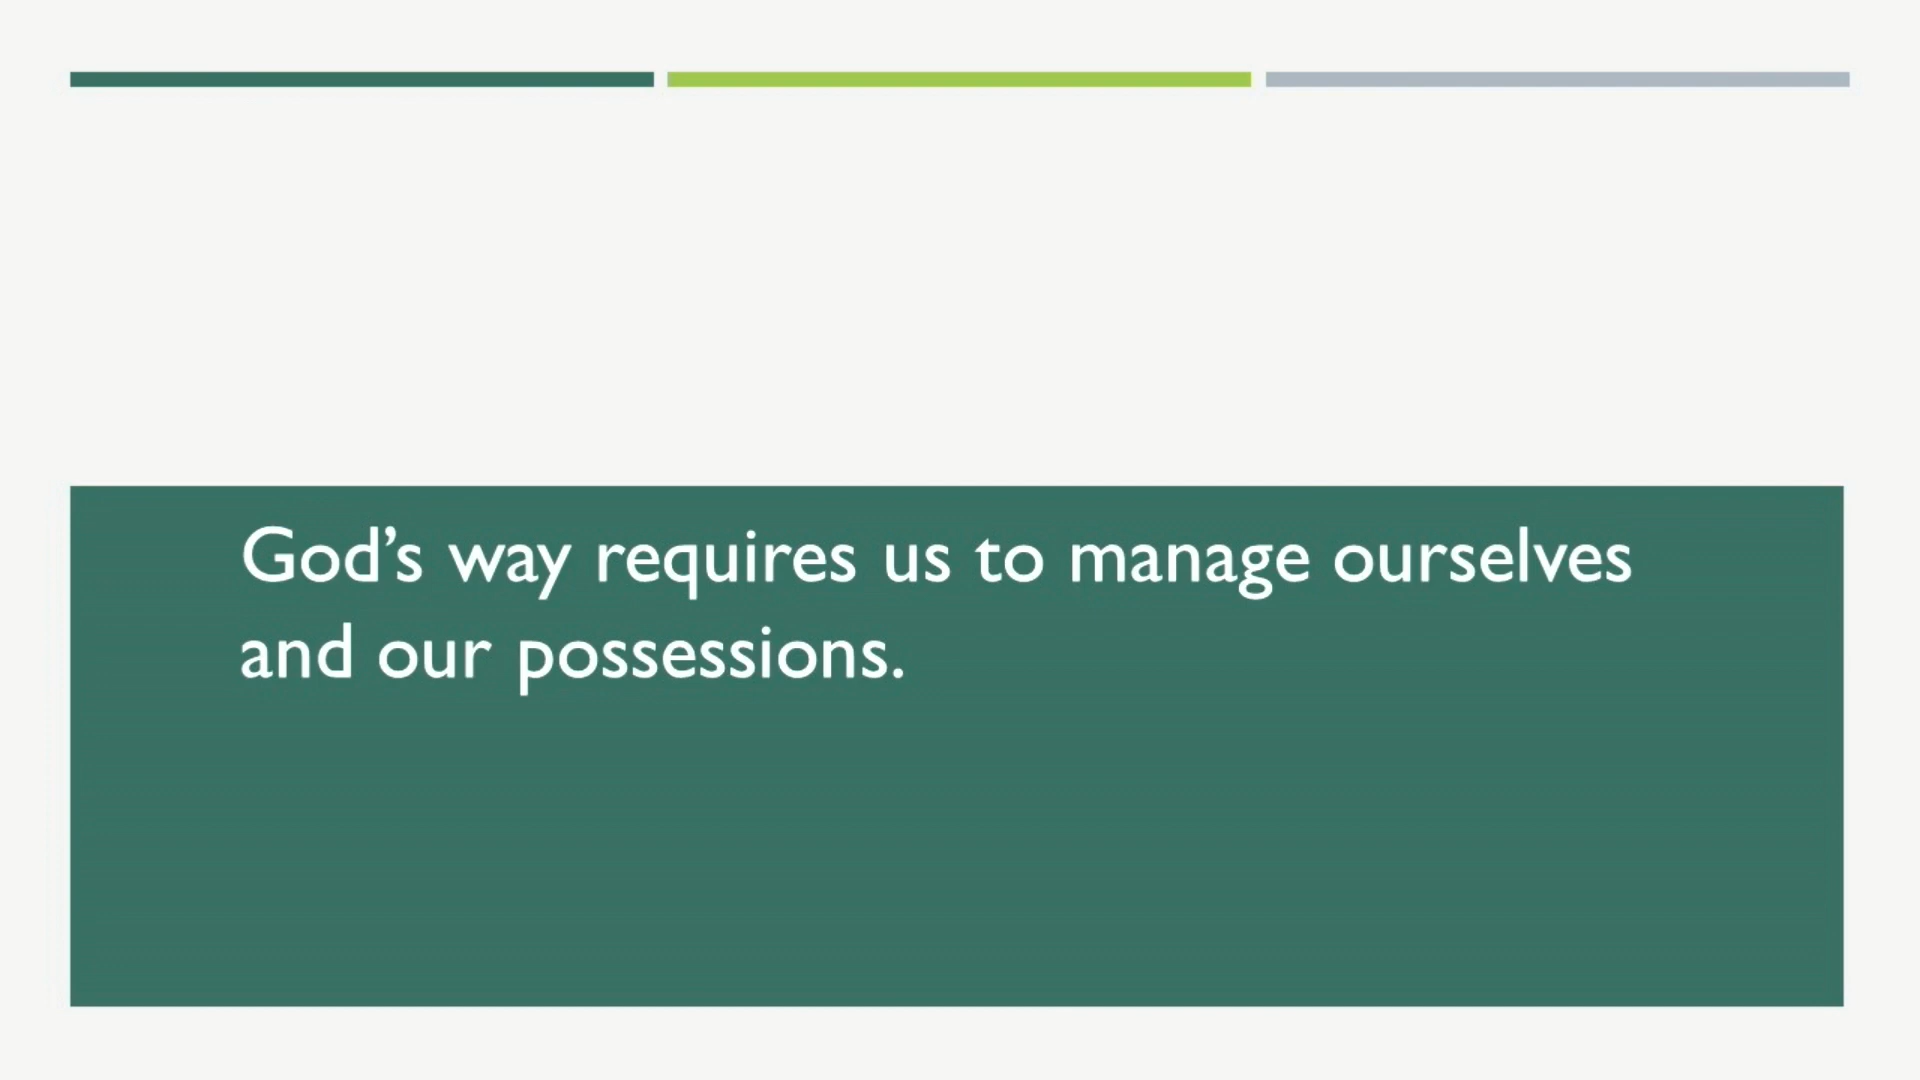 God’s way requires us to manage ourselves
and our possessions.